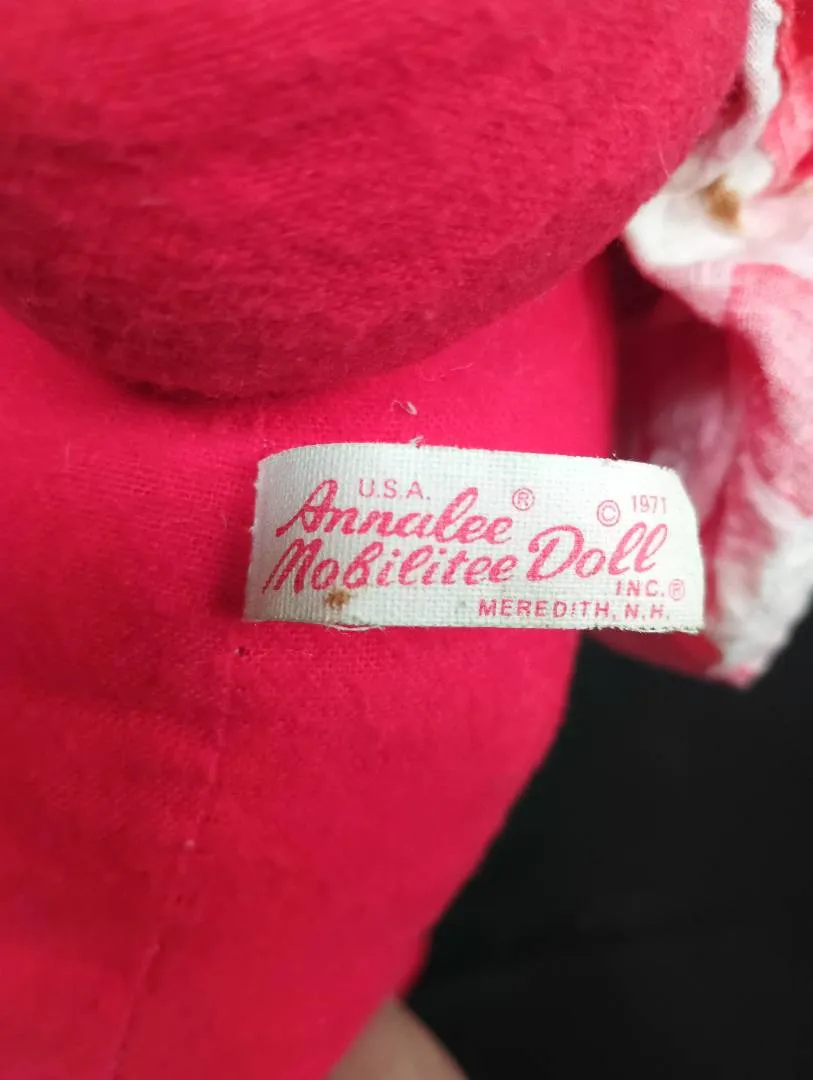 U.S.A.
Annalee ® © 1971
Mobilitee Doll
INC.®
MEREDITH, N.H.